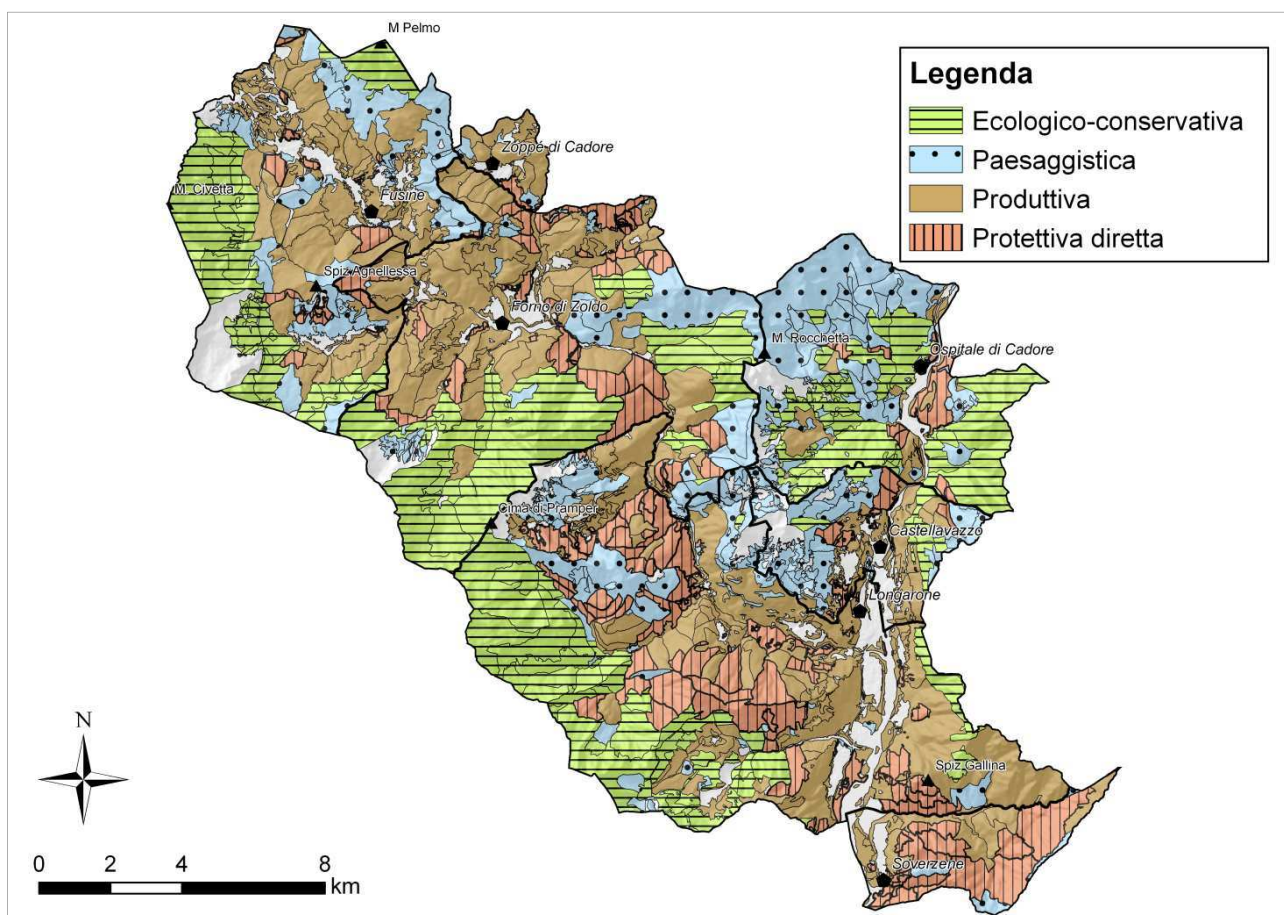 M Pelmo
Legenda
Ecologico-conservativa
Paesaggistica
Produttiva
Protettiva diretta
Zoppè di Cadore
M. Civetta
Fusine
Spiz Agnellessa
Forno di Zoldo
M. Rocchetta
Ospitale di Cadore
Cima di Pramper
Castellavazzo
Longarone
N
Spiz Gallina
0 2 4 8
km
Soverzene